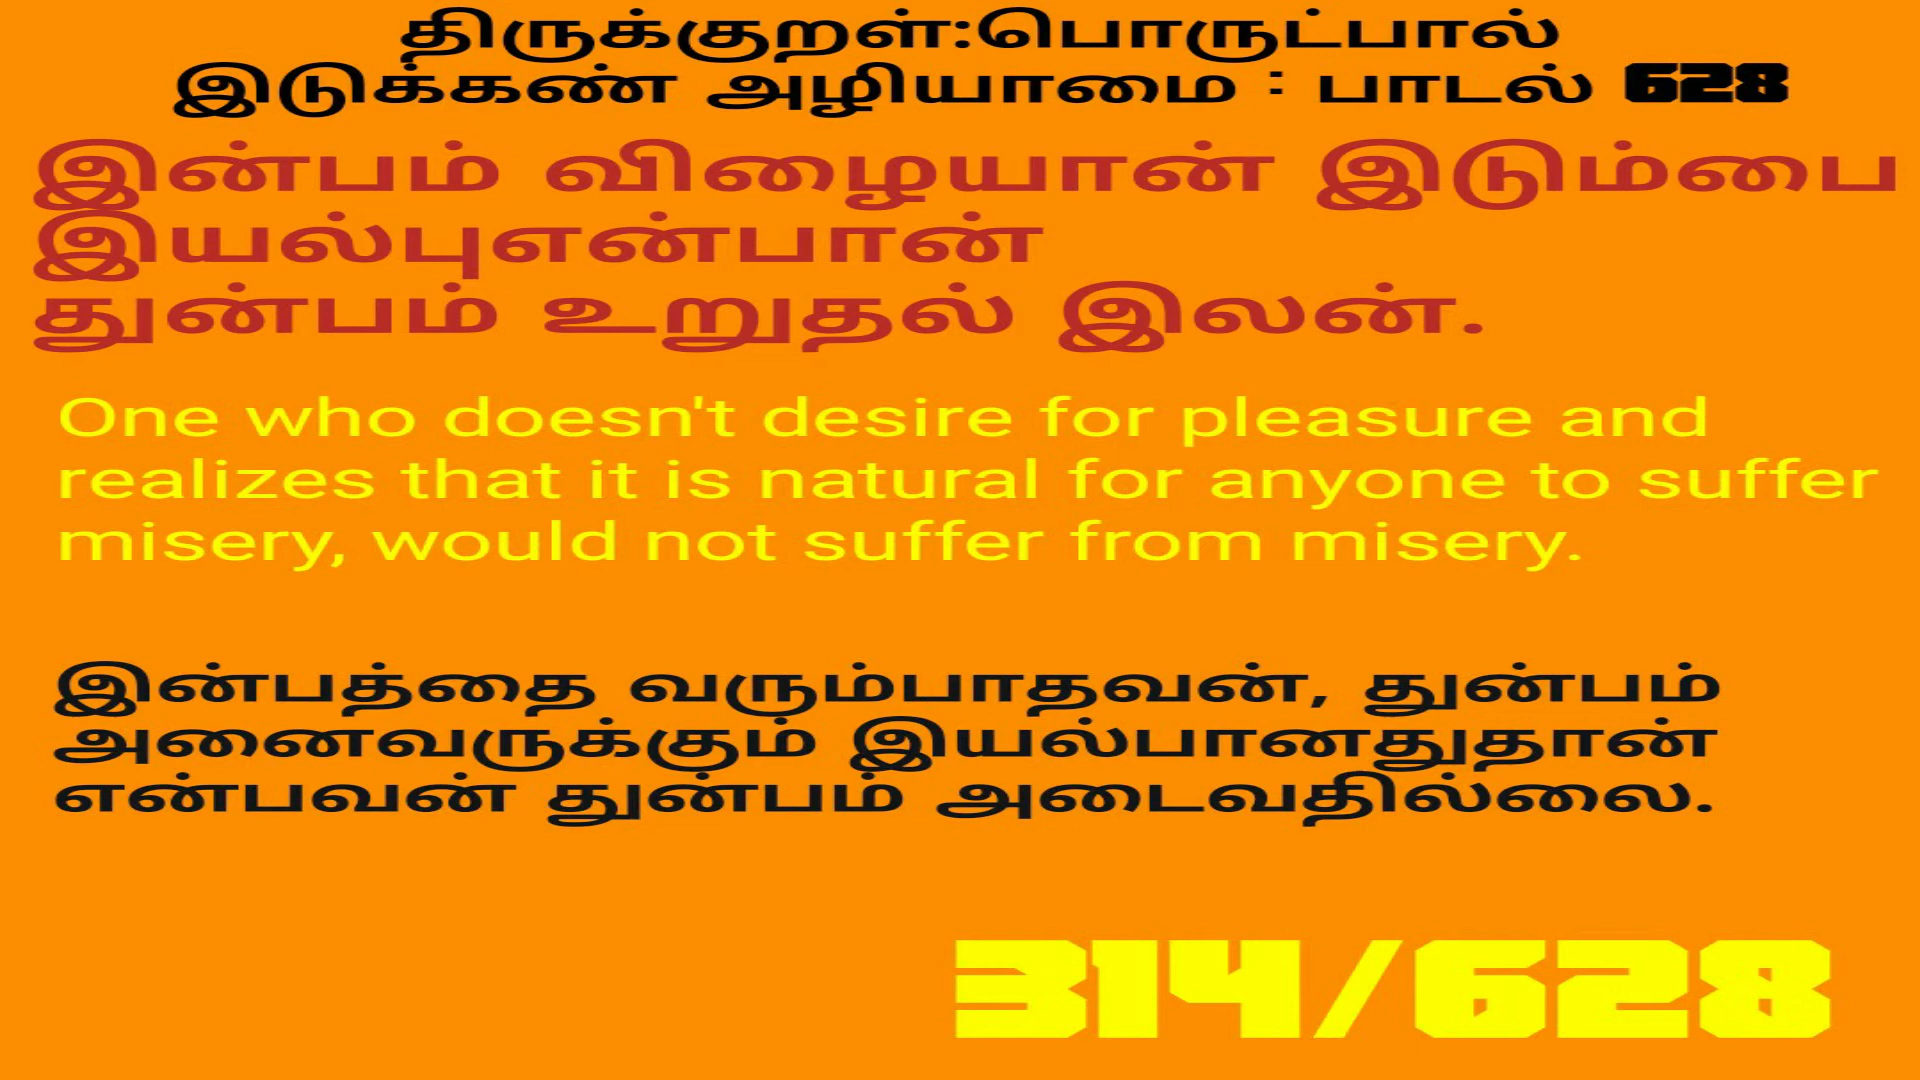 திருக்குறள்:பொருட்பால்
இடுக்கண் அழியாமை : பாடல் 628
இன்பம் விழையான் இடும்பை
இயல்புஎன்பான்
துன்பம் உறுதல் இலன்.
One who doesn't desire for pleasure and
realizes that it is natural for anyone to suffer
misery, would not suffer from misery.
இன்பத்தை வரும்பாதவன், துன்பம்
அனைவருக்கும் இயல்பானதுதான்
என்பவன் துன்பம் அடைவதில்லை.
314/628